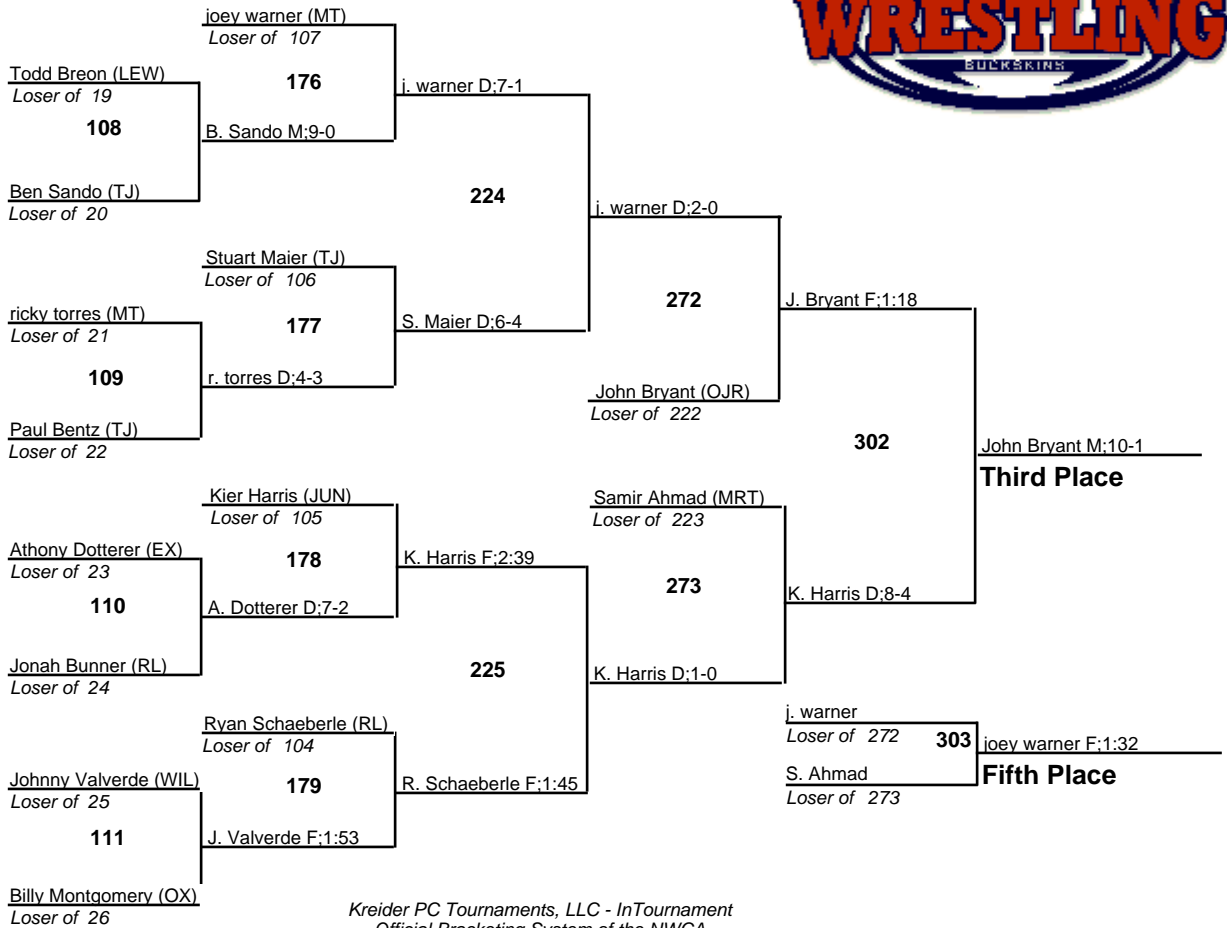 WRESTLING
BUCKSKINS
joey warner (MT)
Loser of 107
Todd Breon (LEW)
Loser of 19
176
j. warner D;7-1
108
B. Sando M;9-0
Ben Sando (TJ)
Loser of 20
224
j. warner D;2-0
Stuart Maier (TJ)
Loser of 106
272
J. Bryant F;1:18
ricky torres (MT)
Loser of 21
177
S. Maier D;6-4
109
r. torres D;4-3
John Bryant (OJR)
Loser of 222
Paul Bentz (TJ)
Loser of 22
302
John Bryant M;10-1
Third Place
Kier Harris (JUN)
Loser of 105
Samir Ahmad (MRT)
Loser of 223
Athony Dotterer (EX)
Loser of 23
178
K. Harris F;2:39
273
K. Harris D;8-4
110
A. Dotterer D;7-2
Jonah Bunner (RL)
Loser of 24
225
K. Harris D;1-0
Ryan Schaeberle (RL)
Loser of 104
j. warner
Loser of 272
303
joey warner F;1:32
Fifth Place
S. Ahmad
Loser of 273
Johnny Valverde (WIL)
Loser of 25
179
R. Schaeberle F;1:45
111
J. Valverde F;1:53
Billy Montgomery (OX)
Loser of 26
Kreider PC Tournaments, LLC - InTournament
Official Bracketing System of the NWCA